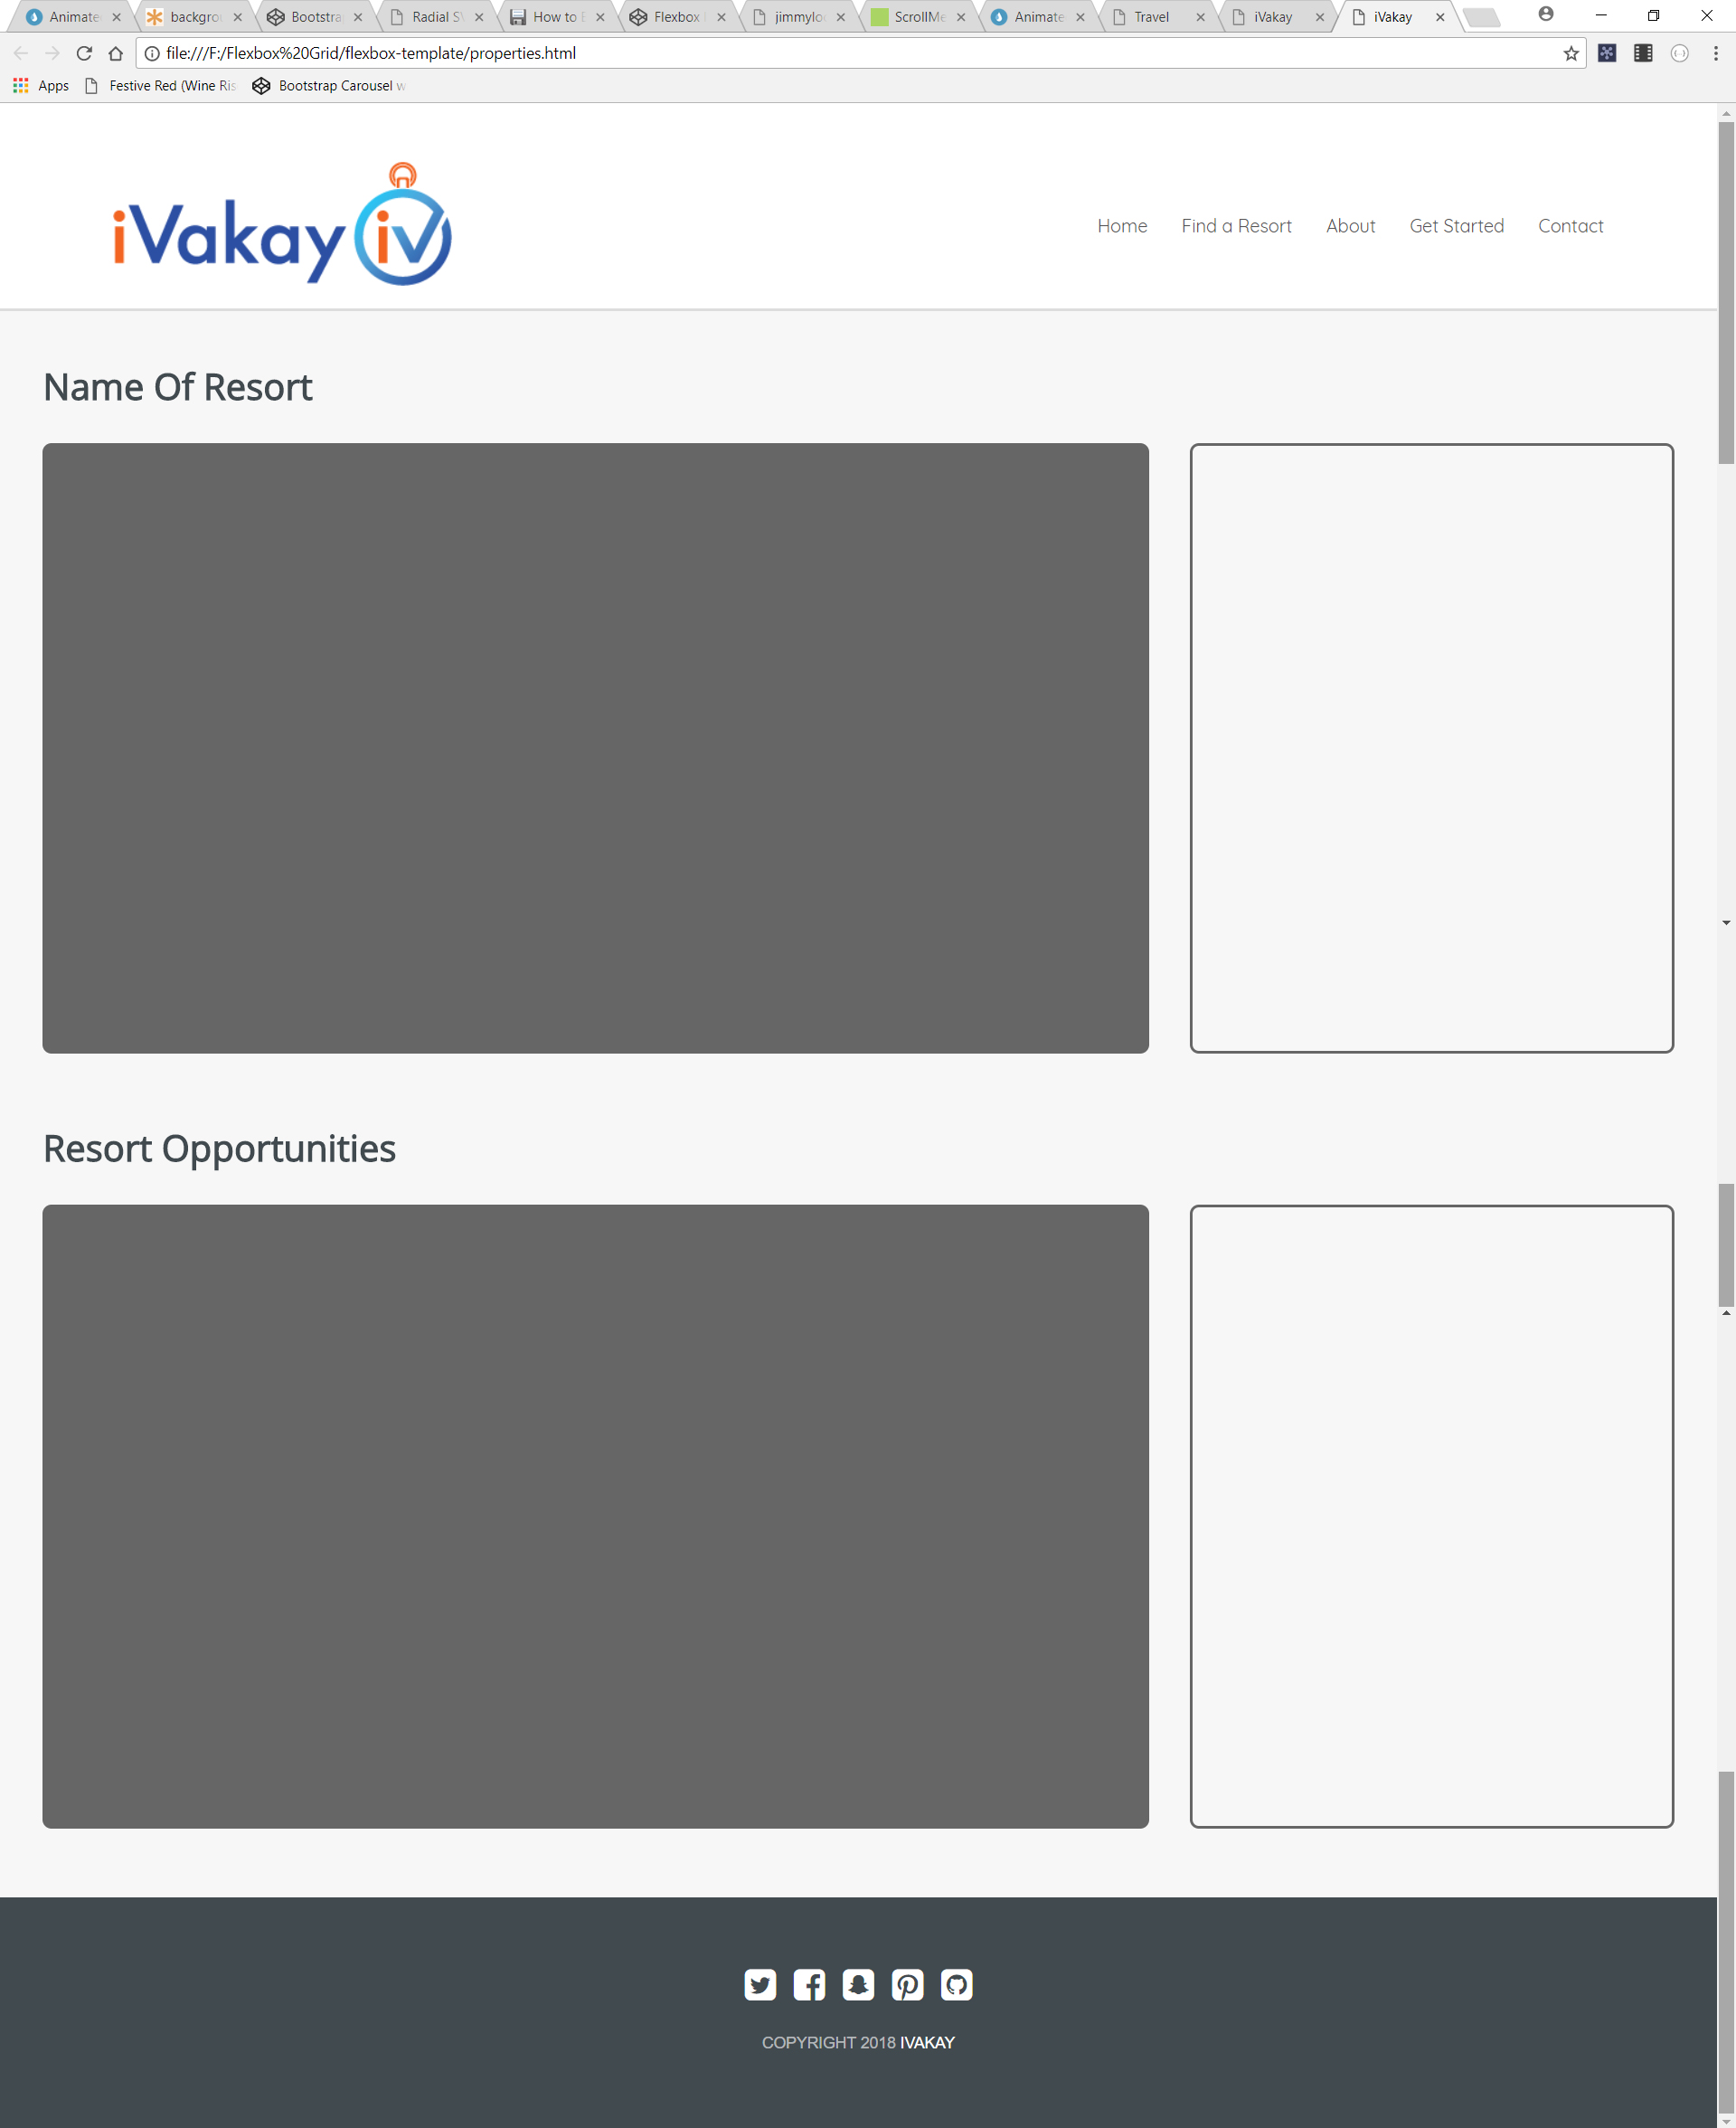 Animate backgrou Bootstra Radial S How to Flexbox jimmylo ScrollMe Animate Travel iVakay iVakay
file:///F:/Flexbox%20Grid/flexbox-template/properties.html
Apps Festive Red (Wine Ris Bootstrap Carousel w
iVakay iv
Home Find a Resort About Get Started Contact
Name Of Resort
Resort Opportunities
COPYRIGHT 2018 IVAKAY